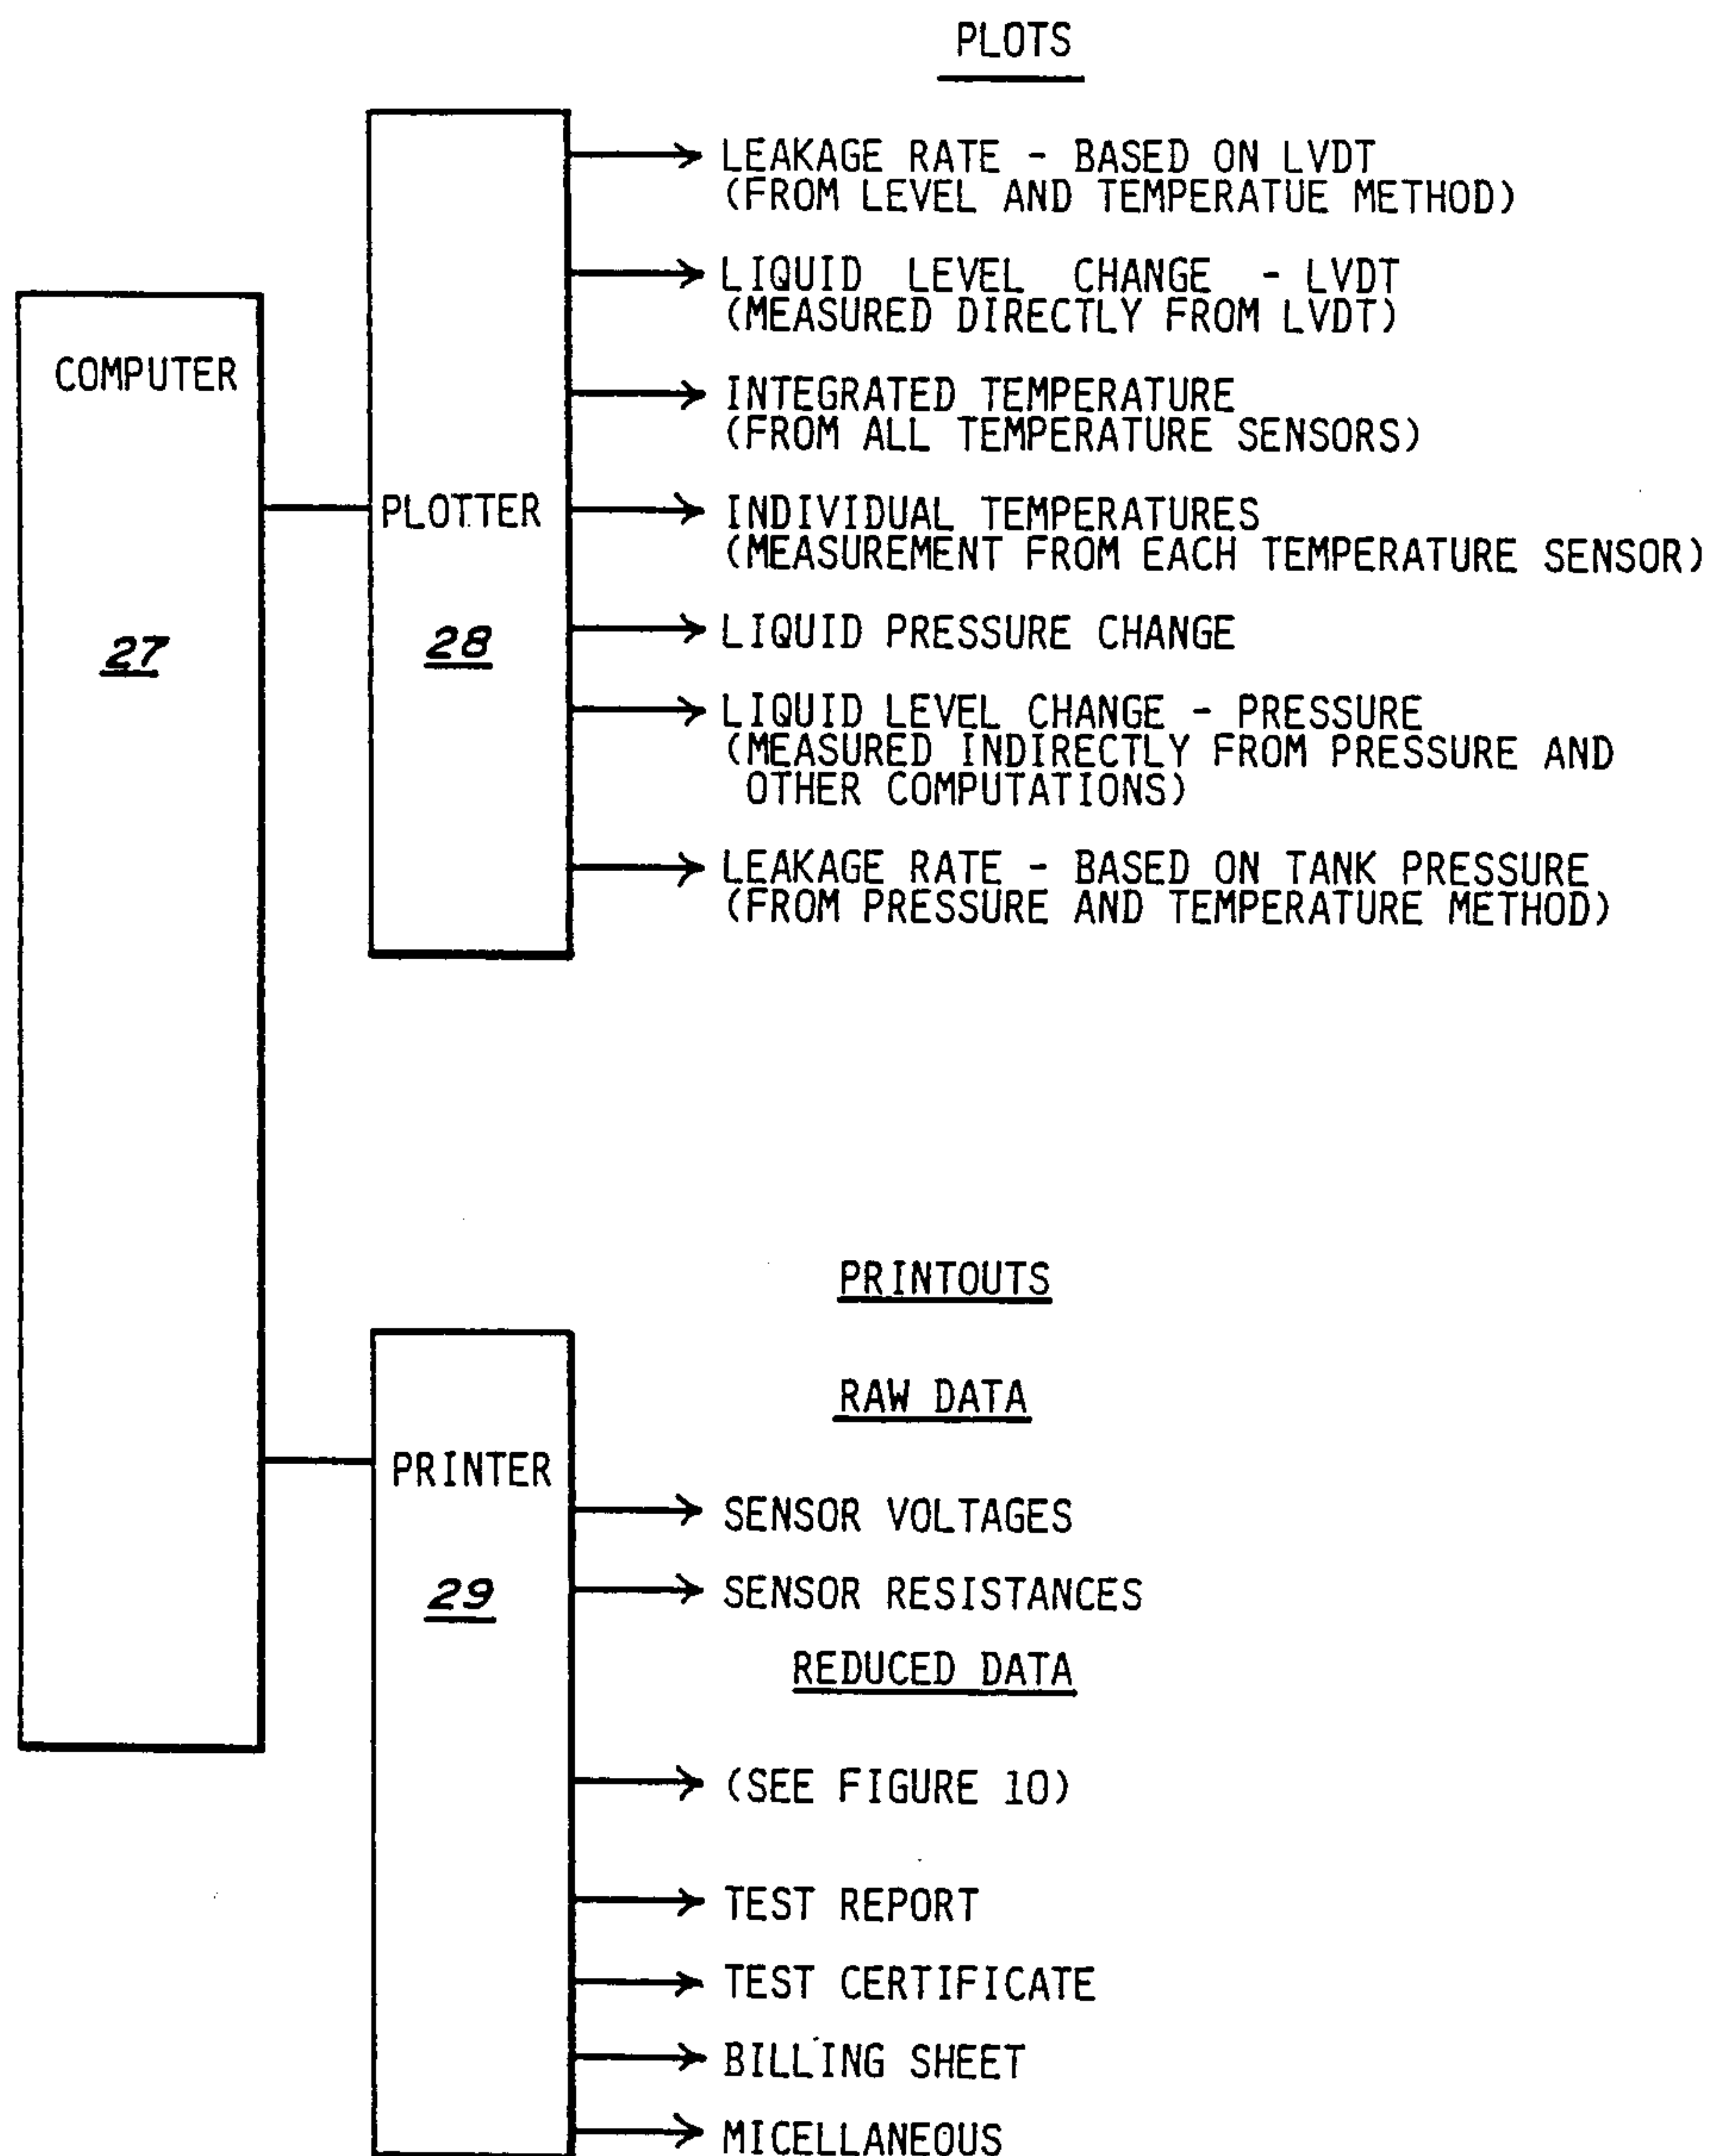 PLOTS
LEAKAGE RATE - BASED ON LVDT
(FROM LEVEL AND TEMPERATUE METHOD)
LIQUID LEVEL CHANGE - LVDT
(MEASURED DIRECTLY FROM LVDT)
COMPUTER
INTEGRATED TEMPERATURE
(FROM ALL TEMPERATURE SENSORS)
PLOTTER
INDIVIDUAL TEMPERATURES
(MEASUREMENT FROM EACH TEMPERATURE SENSOR)
27
28
LIQUID PRESSURE CHANGE
LIQUID LEVEL CHANGE - PRESSURE
(MEASURED INDIRECTLY FROM PRESSURE AND
OTHER COMPUTATIONS)
LEAKAGE RATE - BASED ON TANK PRESSURE
(FROM PRESSURE AND TEMPERATURE METHOD)
PRINTOUTS
RAW DATA
PRINTER
SENSOR VOLTAGES
29
SENSOR RESISTANCES
REDUCED DATA
(SEE FIGURE 10)
TEST REPORT
TEST CERTIFICATE
BILLING SHEET
MICELLANEOUS